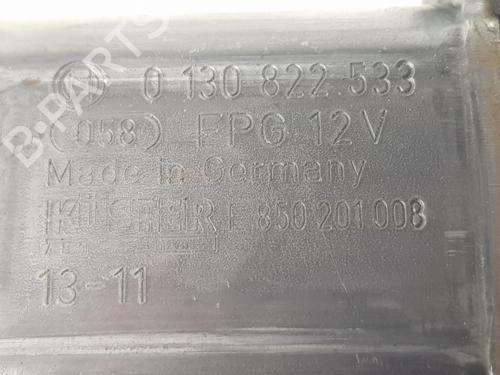 0 130 822 533
(058) FPG 12V
Made in Germany
KÜSTER 850 201 008
13-11
B-PARTS